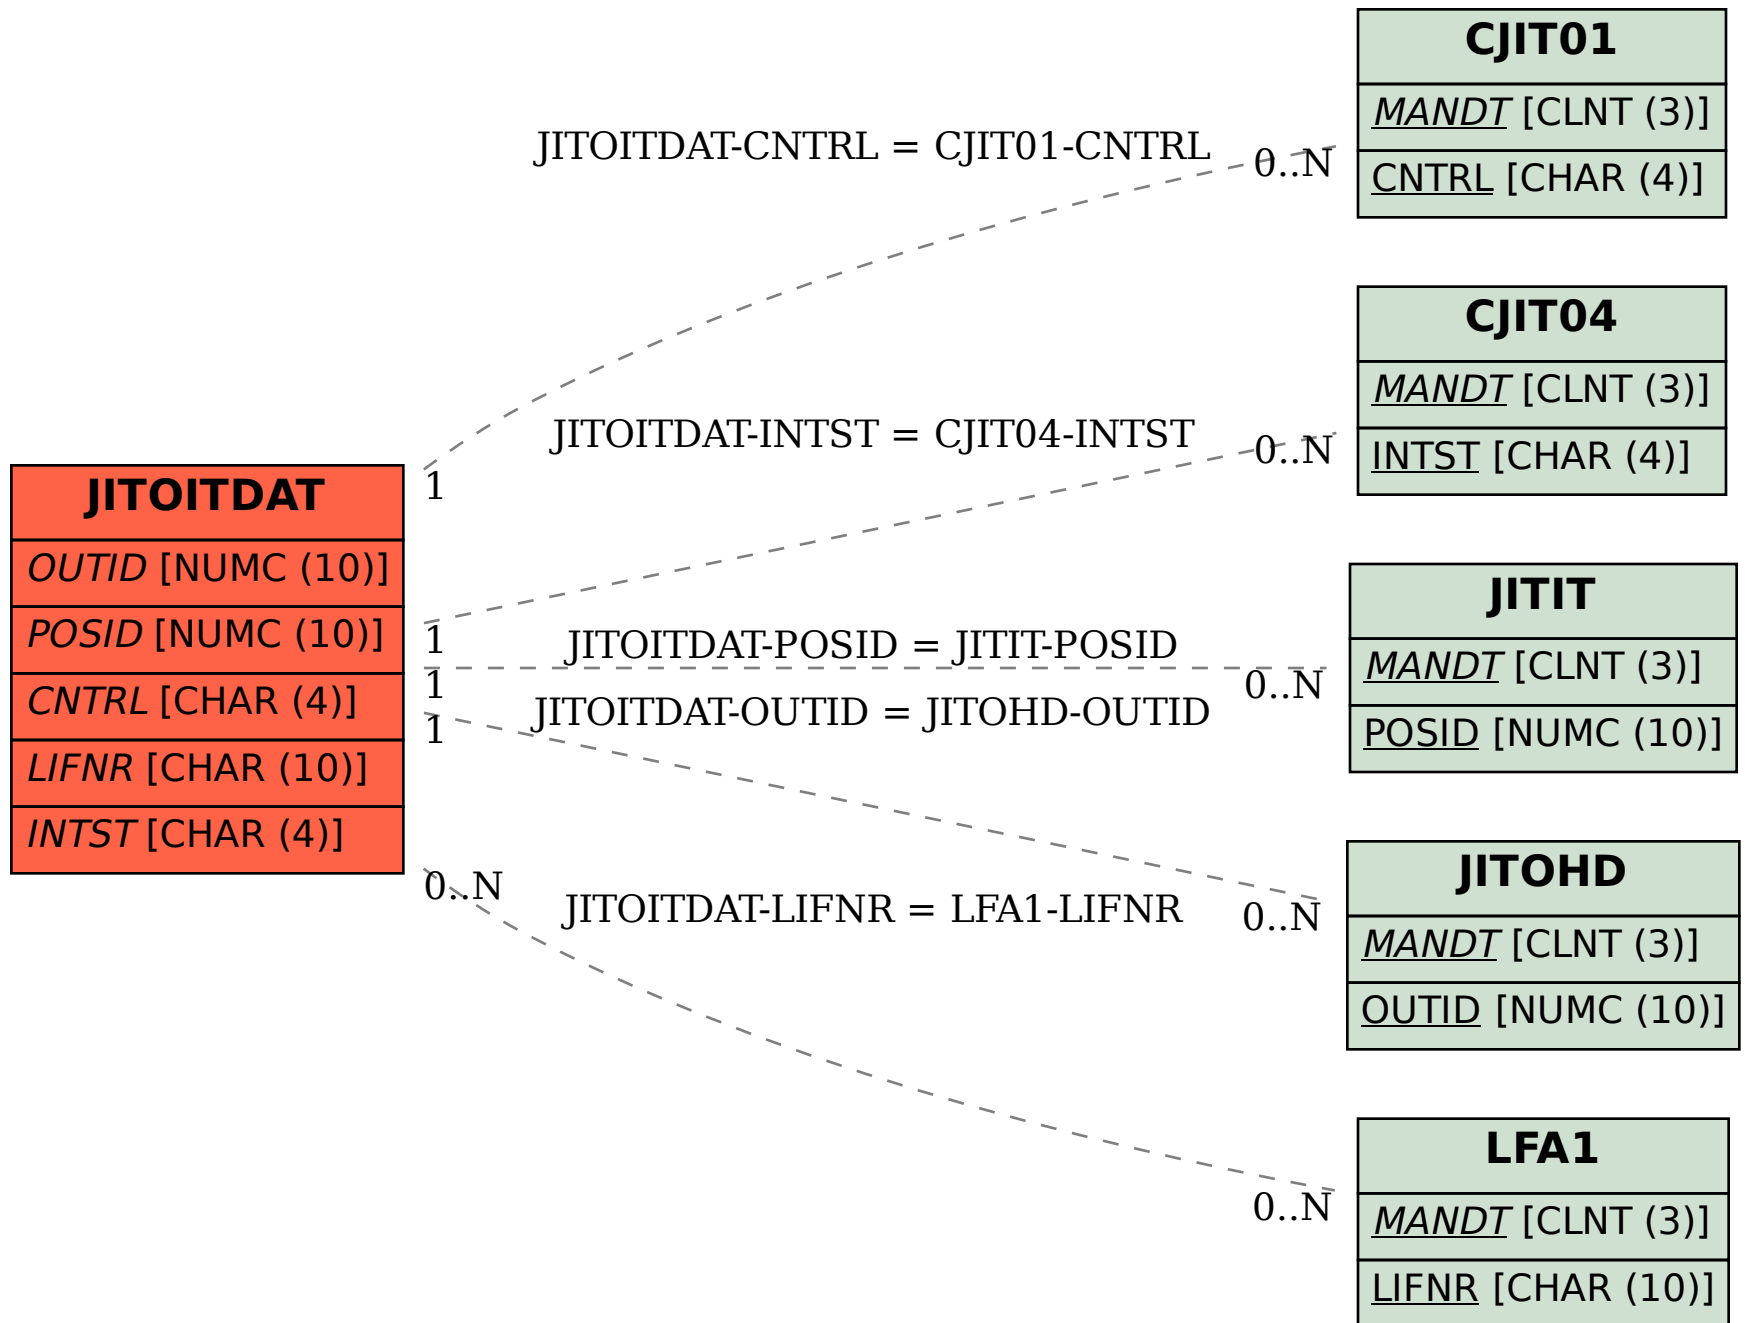 JITOITDAT
OUTID [NUMC (10)]
POSID [NUMC (10)]
CNTRL [CHAR (4)]
LIFNR [CHAR (10)]
INTST [CHAR (4)]
JITOITDAT-CNTRL = CJIT01-CNTRL
0..N
1
JITOITDAT-INTST = CJIT04-INTST
0..N
1
JITOITDAT-POSID = JITIT-POSID
0..N
1
JITOITDAT-OUTID = JITOHD-OUTID
0..N
1
JITOITDAT-LIFNR = LFA1-LIFNR
0..N
0..N
CJIT01
MANDT [CLNT (3)]
CNTRL [CHAR (4)]
CJIT04
MANDT [CLNT (3)]
INTST [CHAR (4)]
JITIT
MANDT [CLNT (3)]
POSID [NUMC (10)]
JITOHD
MANDT [CLNT (3)]
OUTID [NUMC (10)]
LFA1
MANDT [CLNT (3)]
LIFNR [CHAR (10)]